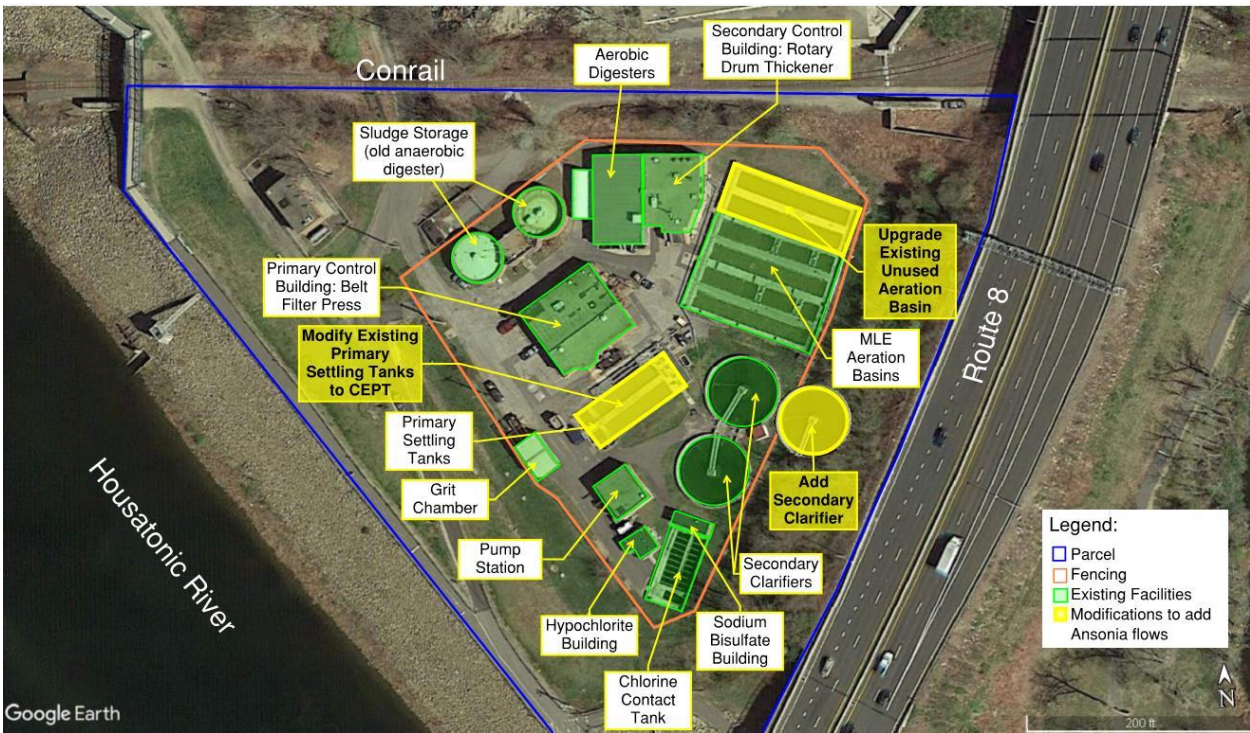 Conrail
Aerobic
Digesters
Secondary Control
Building: Rotary
Drum Thickener
Sludge Storage
(old anaerobic
digester)
Primary Control
Building: Belt
Filter Press
Modify Existing
Primary
Settling Tanks
to CEPT
Primary
Settling
Tanks
Grit
Chamber
Pump
Station
Hypochlorite
Building
Chlorine
Contact
Tank
Sodium
Bisulfate
Building
Secondary
Clarifiers
Add
Secondary
Clarifier
MLE
Aeration
Basins
Upgrade
Existing
Unused
Aeration
Basin
Route 8
Housatonic River
Legend:
Parcel
Fencing
Existing Facilities
Modifications to add
Ansonia flows
N
200 ft
Google Earth